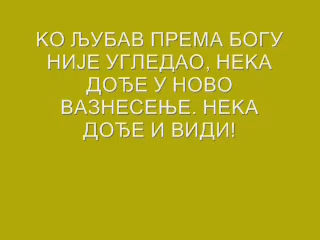 КО ЉУБАВ ПРЕМА БОГУ
НИЈЕ УГЛЕДАО, НЕКА
ДОЂЕ У НОВО
ВАЗНЕСЕЊЕ. НЕКА
ДОЂЕ И ВИДИ!